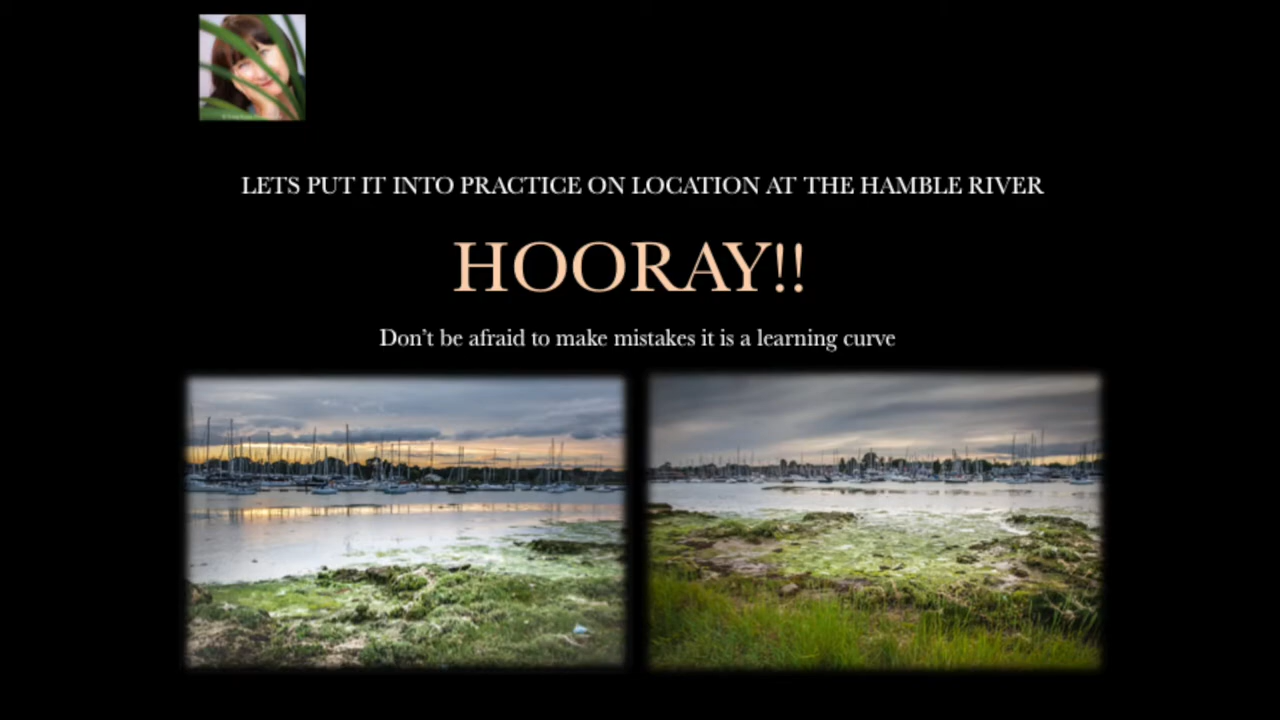 LETS PUT IT INTO PRACTICE ON LOCATION AT THE HAMBLE RIVER
HOORAY!!
Don’t be afraid to make mistakes it is a learning curve